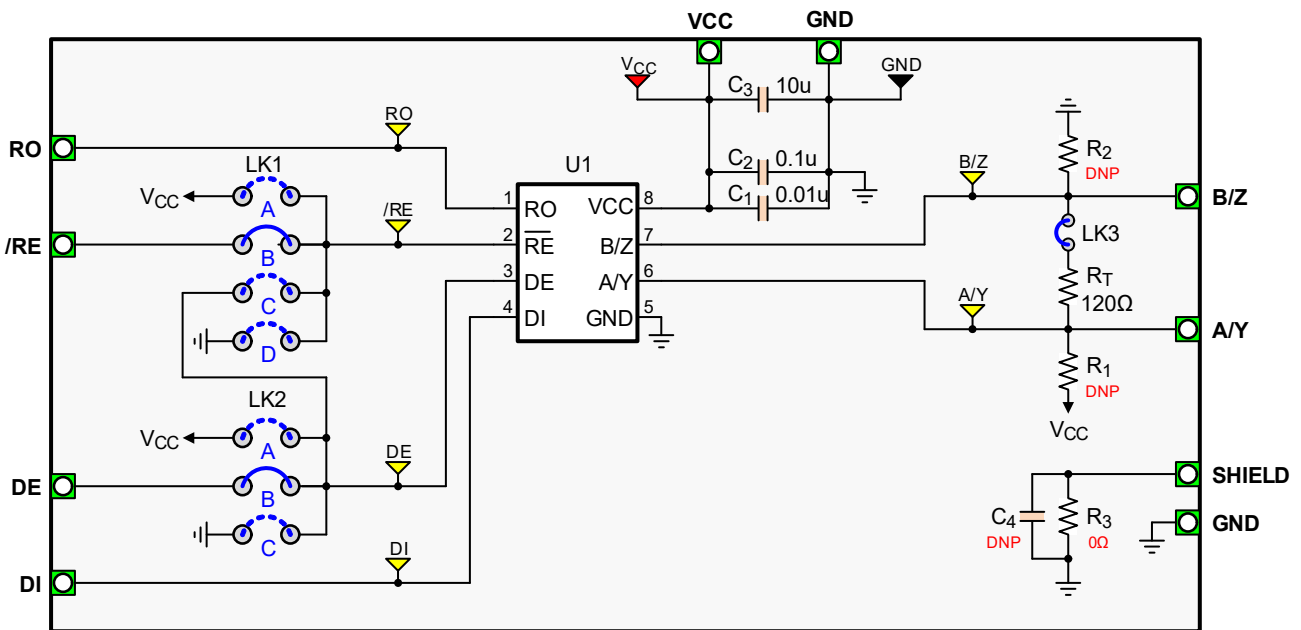 VCC GND
VCC GND
C3 10u
RO
RO
LK1
VCC
A
/RE
/RE
B
C
D
LK2
VCC
A
DE
DE
B
C
DI
DI
U1
1 RO VCC 8
2 RE B/Z 7
3 DE A/Y 6
4 DI GND 5
C2 0.1u
C1 0.01u
R2
DNP
B/Z
B/Z
LK3
RT
120Ω
A/Y
A/Y
R1
DNP
VCC
SHIELD
C4
DNP
R3
0Ω
GND